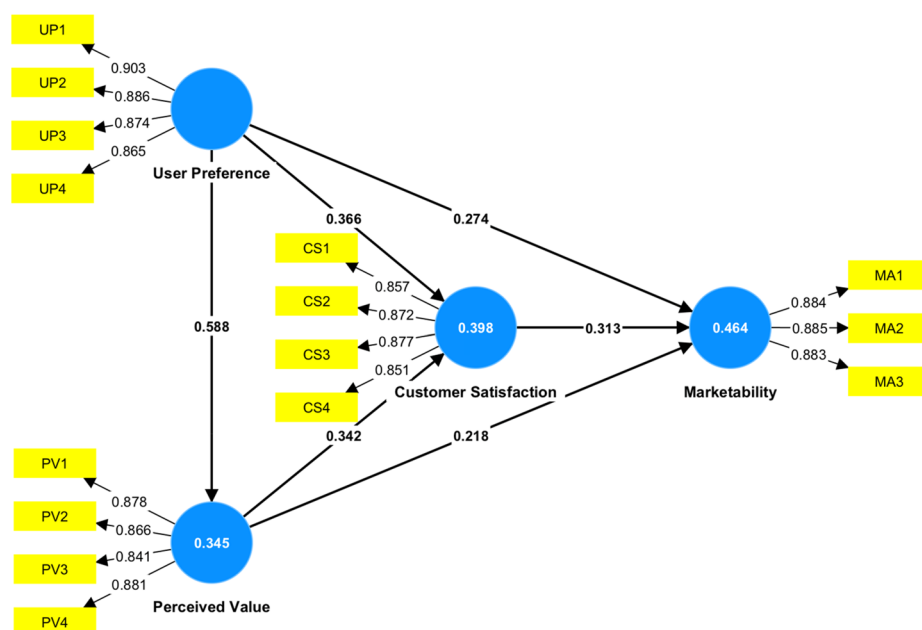 UP1
UP2
UP3
UP4
0.903
0.886
0.874
0.865
User Preference
0.366
0.274
0.588
CS1
CS2
CS3
CS4
0.857
0.872
0.877
0.851
0.398
Customer Satisfaction
0.313
0.464
Marketability
0.884
0.885
0.883
MA1
MA2
MA3
0.342
0.218
PV1
PV2
PV3
PV4
0.878
0.866
0.841
0.881
0.345
Perceived Value